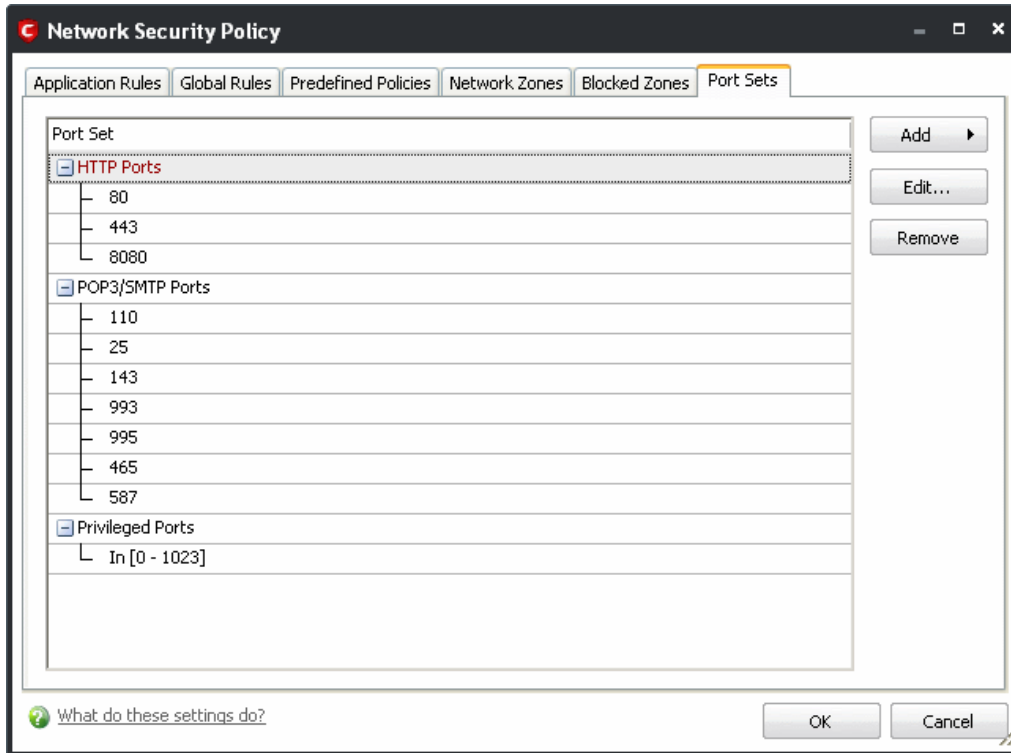 Network Security Policy
Application Rules Global Rules Predefined Policies Network Zones Blocked Zones Port Sets
Port Set
HTTP Ports
80
443
8080
POP3/SMTP Ports
110
25
143
993
995
465
587
Privileged Ports
In [0 - 1023]
Add
Edit...
Remove
What do these settings do?
OK Cancel